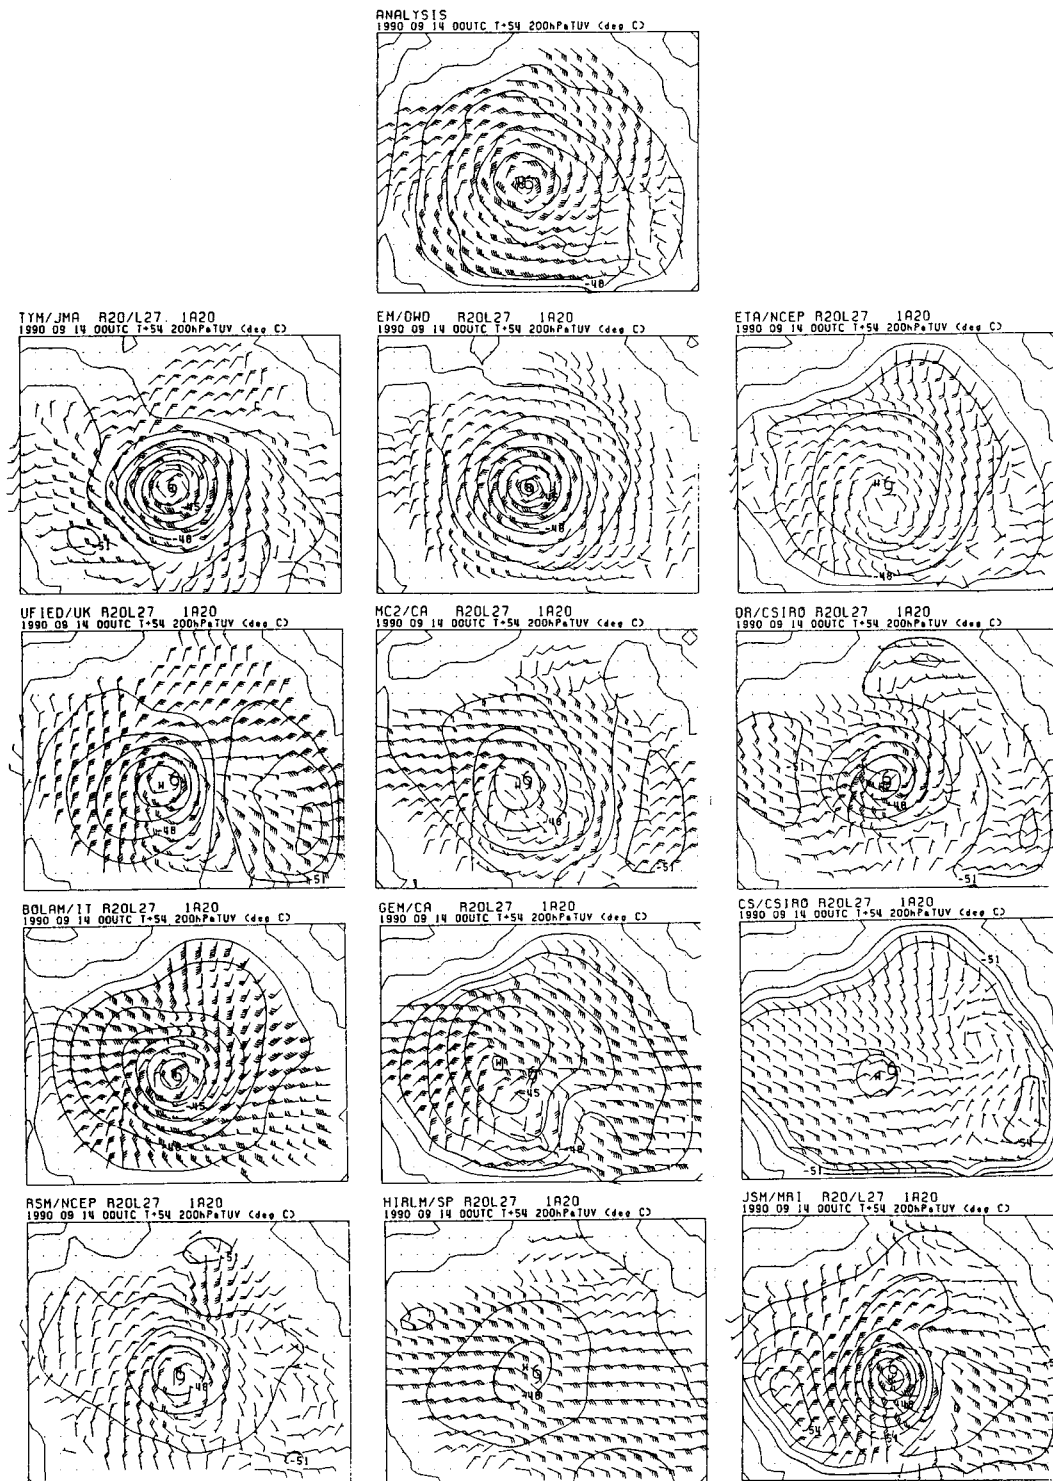 ANALYSIS
1990 09 14 00UTC T+54 200hPaTUV (deg C)
-48
TYM/JMA R20/L27. 1A20
1990 09 14 00UTC T+54 200hPaTUV (deg C)
-45
-48
-51
EM/DWD R20L27 1A20
1990 09 14 00UTC T+54 200hPaTUV (deg C)
-48
ETA/NCEP R20L27 1A20
1990 09 14 00UTC T+54 200hPaTUV (deg C)
W
-48
UFIED/UK R20L27 1A20
1990 09 14 00UTC T+54 200hPaTUV (deg C)
W
-48
-51
MC2/CA R20L27 1A20
1990 09 14 00UTC T+54 200hPaTUV (deg C)
W
-48
-51
DR/CSIRO R20L27 1A20
1990 09 14 00UTC T+54 200hPaTUV (deg C)
-51
-48
-51
BOLAM/IT R20L27 1A20
1990 09 14 00UTC T+54 200hPaTUV (deg C)
-45
-48
GEM/CA R20L27 1A20
1990 09 14 00UTC T+54 200hPaTUV (deg C)
W
-45
-48
CS/CSIRO R20L27 1A20
1990 09 14 00UTC T+54 200hPaTUV (deg C)
-51
W
-54
-51
RSM/NCEP R20L27 1A20
1990 09 14 00UTC T+54 200hPaTUV (deg C)
-51
-48
-51
HIRLM/SP R20L27 1A20
1990 09 14 00UTC T+54 200hPaTUV (deg C)
-48
JSM/MRI R20/L27 1A20
1990 09 14 00UTC T+54 200hPaTUV (deg C)
-48
-54
-54